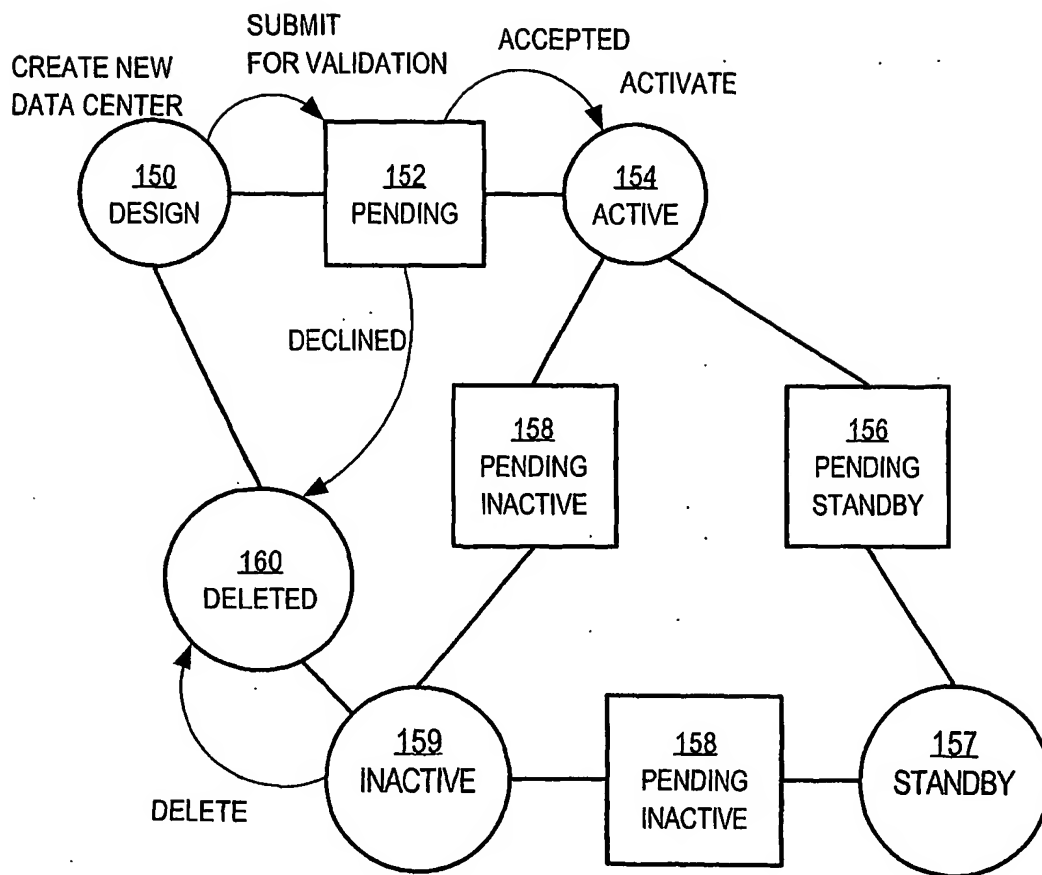 SUBMIT
FOR VALIDATION
ACCEPTED
CREATE NEW
DATA CENTER
ACTIVATE
150
DESIGN
152
PENDING
154
ACTIVE
DECLINED
158
PENDING
INACTIVE
156
PENDING
STANDBY
160
DELETED
159
INACTIVE
158
PENDING
INACTIVE
157
STANDBY
DELETE